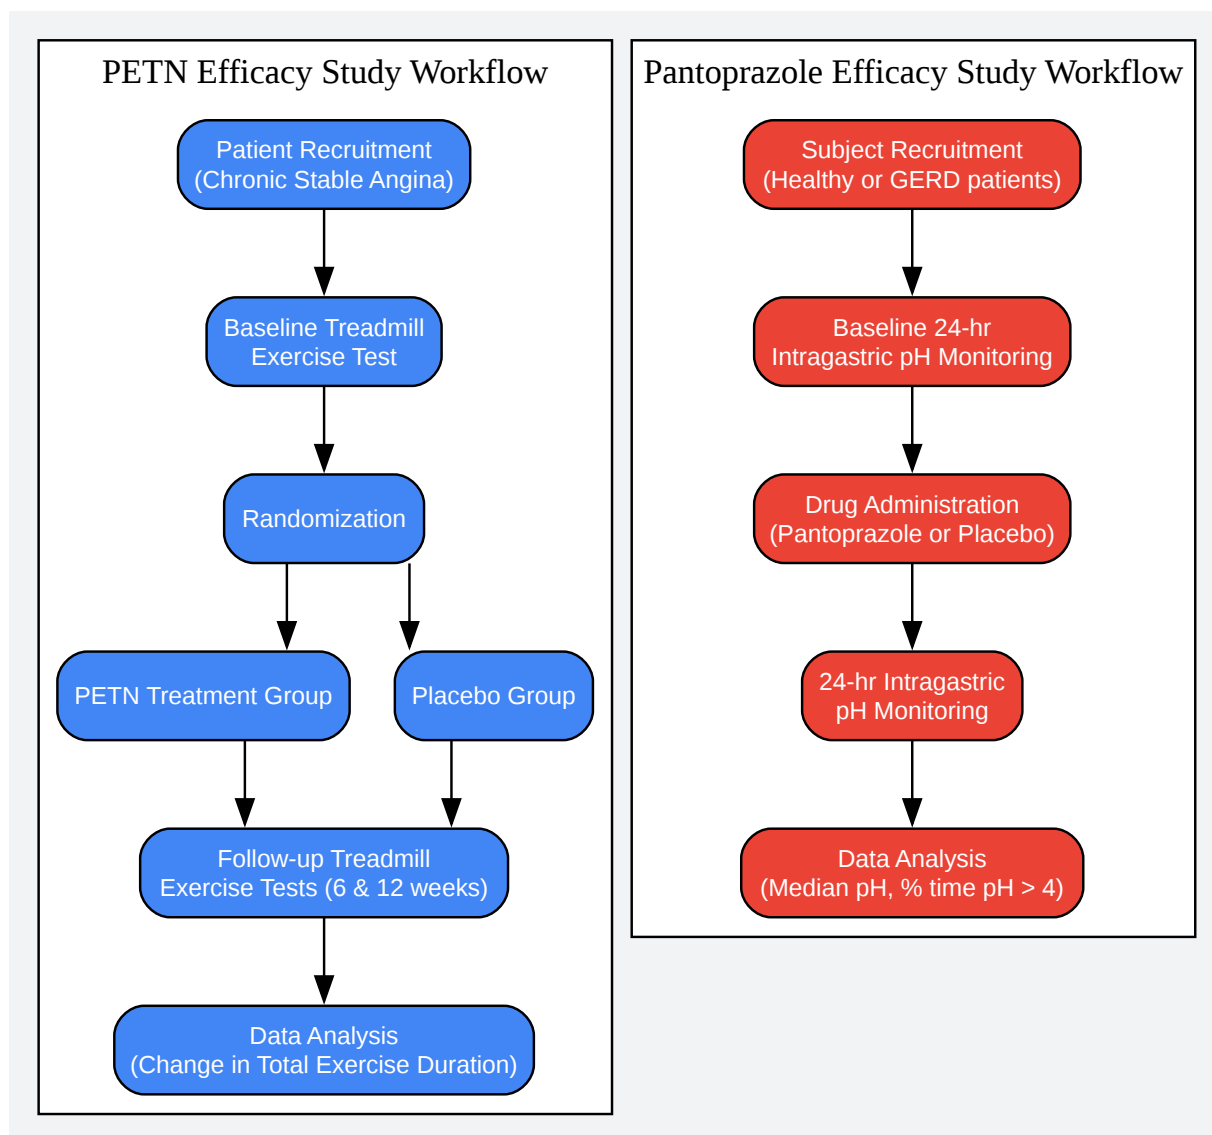 PETN Efficacy Study Workflow
Patient Recruitment
(Chronic Stable Angina)
Baseline Treadmill
Exercise Test
Randomization
PETN Treatment Group
Placebo Group
Follow-up Treadmill
Exercise Tests (6 & 12 weeks)
Data Analysis
(Change in Total Exercise Duration)
Pantoprazole Efficacy Study Workflow
Subject Recruitment
(Healthy or GERD patients)
Baseline 24-hr
Intragastric pH Monitoring
Drug Administration
(Pantoprazole or Placebo)
24-hr Intragastric
pH Monitoring
Data Analysis
(Median pH, % time pH > 4)